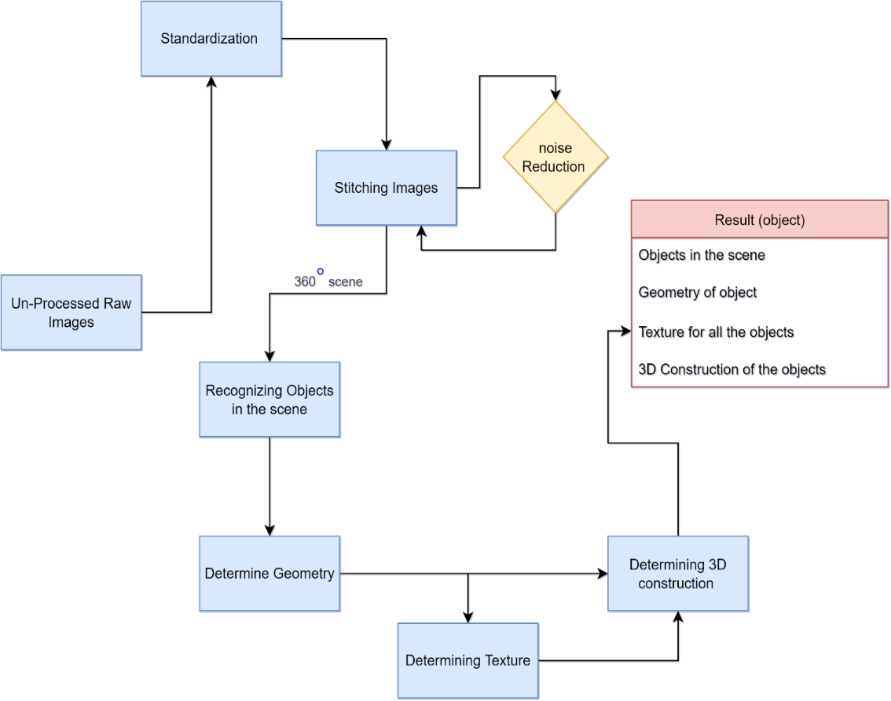 Standardization
noise
Reduction
Stitching Images
Result (object)
Objects in the scene
Geometry of object
Texture for all the objects
3D Construction of the objects
360° scene
Un-Processed Raw
Images
Recognizing Objects
in the scene
Determine Geometry
Determining 3D
construction
Determining Texture